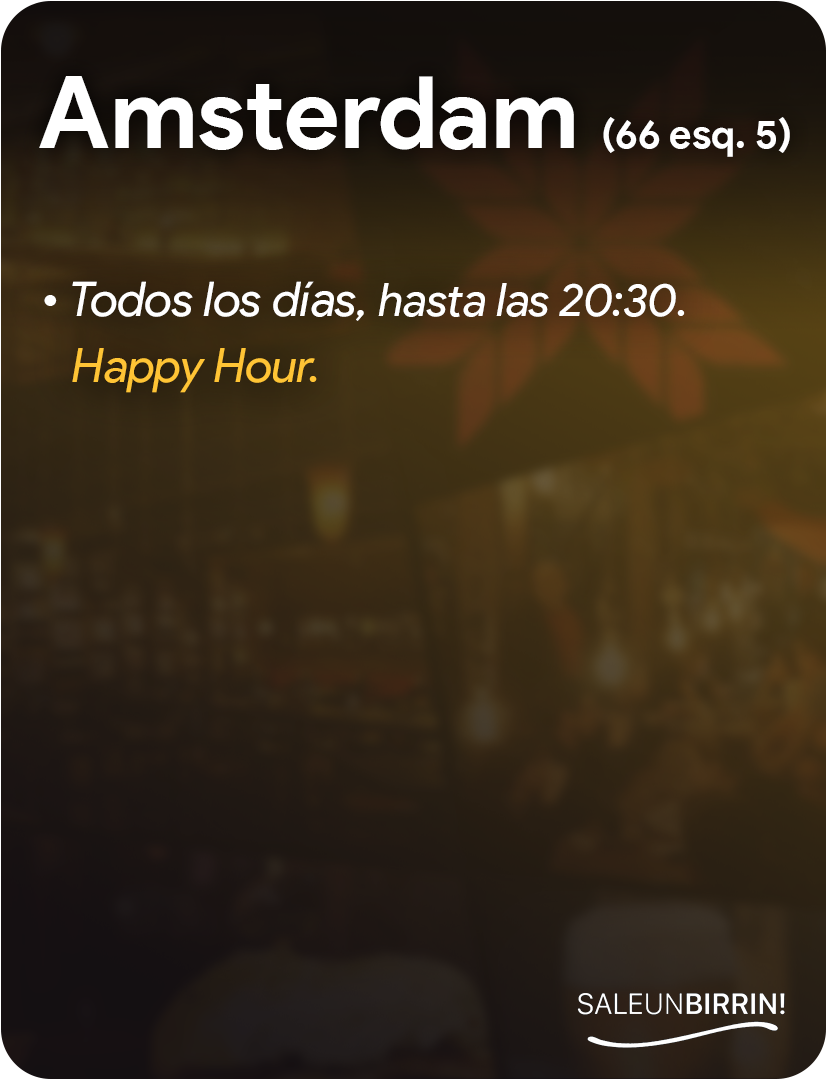 Amsterdam (66 esq. 5)
• Todos los días, hasta las 20:30.
Happy Hour.
SALEUNBIRRIN!